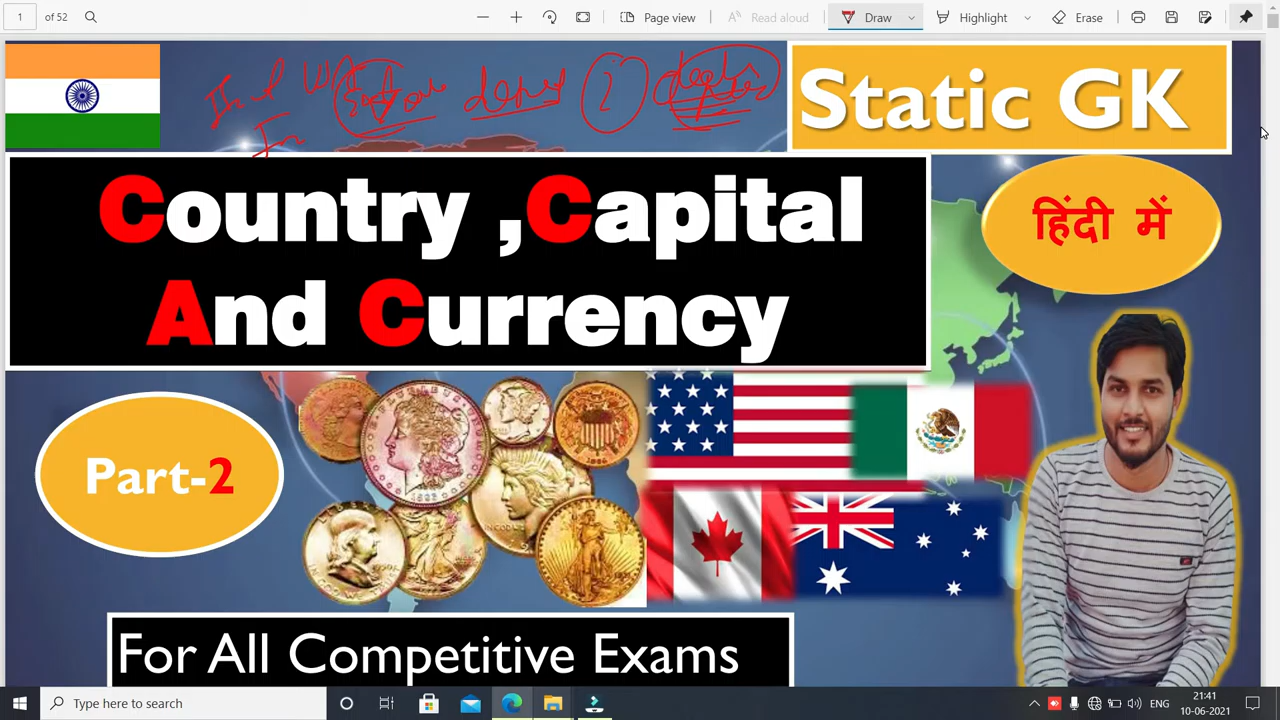 1 of 52 Page view Read aloud Draw Highlight Erase
Static GK
Country ,Capital
And Currency
हिंदी में
Part-2
For All Competitive Exams
Type here to search
ENG
21:41
10-06-2021